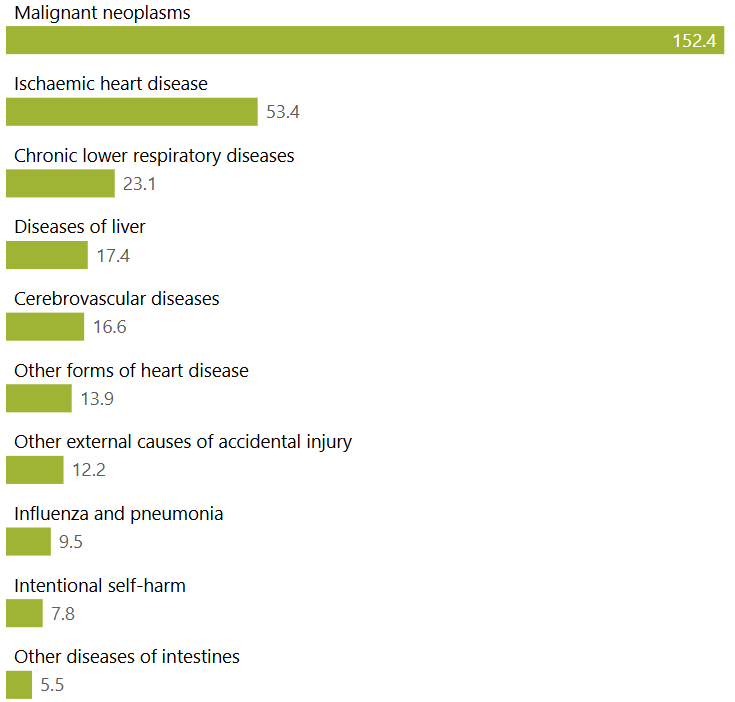 Malignant neoplasms
152.4
Ischaemic heart disease
53.4
Chronic lower respiratory diseases
23.1
Diseases of liver
17.4
Cerebrovascular diseases
16.6
Other forms of heart disease
13.9
Other external causes of accidental injury
12.2
Influenza and pneumonia
9.5
Intentional self-harm
7.8
Other diseases of intestines
5.5